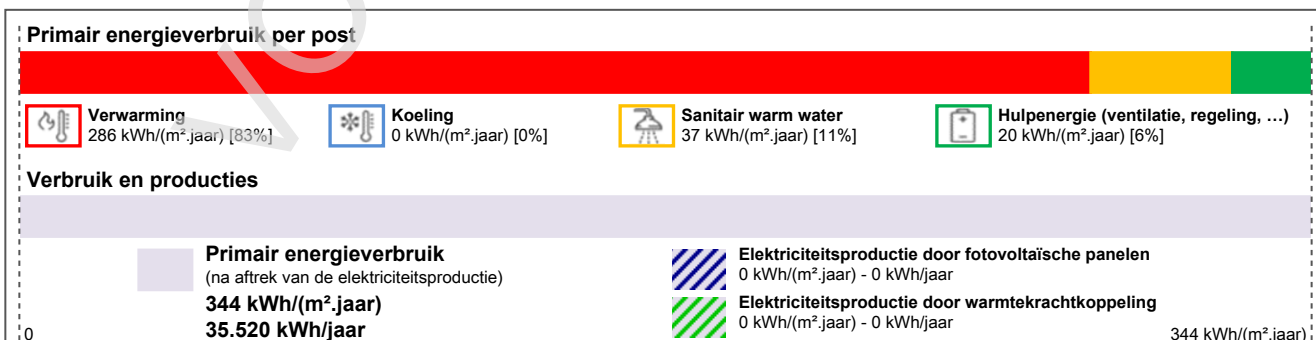 Primair energieverbruik per post
Verwarming
286 kWh/(m².jaar) [83%]
Koeling
0 kWh/(m².jaar) [0%]
Sanitair warm water
37 kWh/(m².jaar) [11%]
Hulpenergie (ventilatie, regeling, …)
20 kWh/(m².jaar) [6%]
Verbruik en producties
Primair energieverbruik
(na aftrek van de elektriciteitsproductie)
344 kWh/(m².jaar)
35.520 kWh/jaar
Elektriciteitsproductie door fotovoltaïsche panelen
0 kWh/(m².jaar) - 0 kWh/jaar
Elektriciteitsproductie door warmtekrachtkoppeling
0 kWh/(m².jaar) - 0 kWh/jaar
0
344 kWh/(m².jaar)